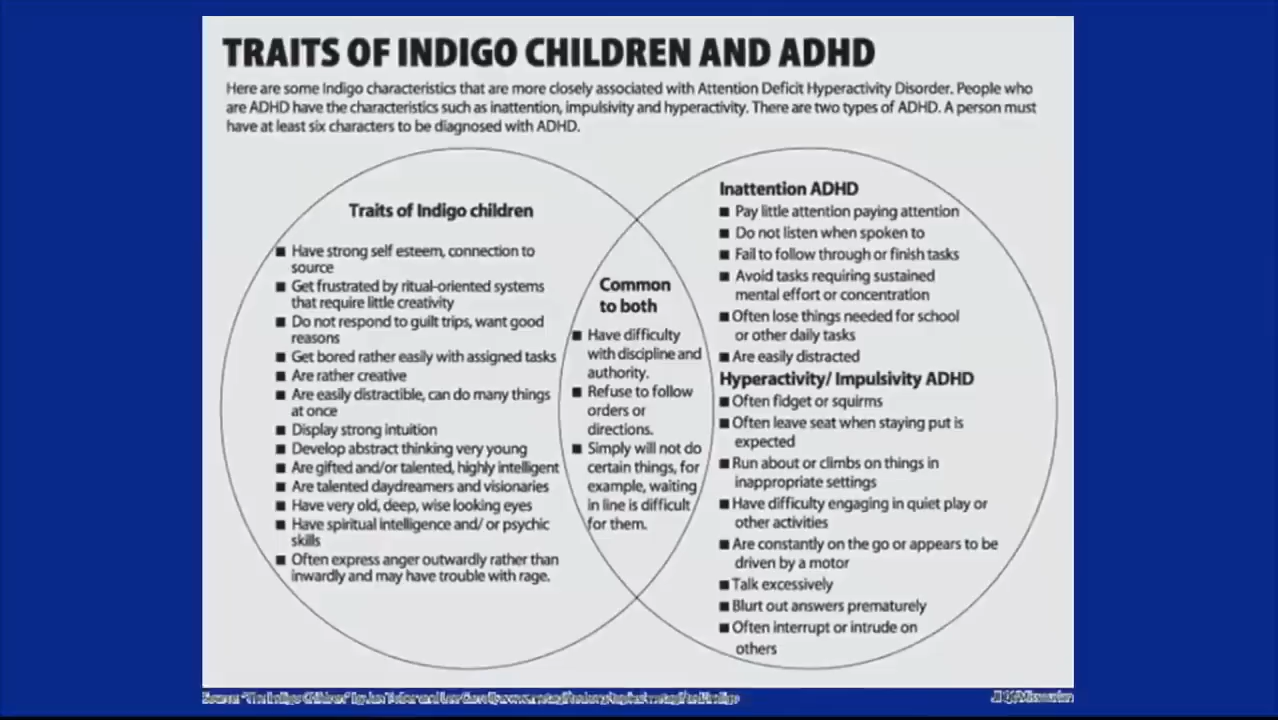 TRAITS OF INDIGO CHILDREN AND ADHD
Here are some Indigo characteristics that are more closely associated with Attention Deficit Hyperactivity Disorder. People who
are ADHD have the characteristics such as inattention, impulsivity and hyperactivity. There are two types of ADHD. A person must
have at least six characters to be diagnosed with ADHD.
Traits of Indigo children
■ Have strong self esteem, connection to
source
■ Get frustrated by ritual-oriented systems
that require little creativity
■ Do not respond to guilt trips, want good
reasons
■ Get bored rather easily with assigned tasks
■ Are rather creative
■ Are easily distractible, can do many things
at once
■ Display strong intuition
■ Develop abstract thinking very young
■ Are gifted and/or talented, highly intelligent
■ Are talented daydreamers and visionaries
■ Have very old, deep, wise looking eyes
■ Have spiritual intelligence and/ or psychic
skills
■ Often express anger outwardly rather than
inwardly and may have trouble with rage.
Common
to both
■ Have difficulty
with discipline and
authority.
■ Refuse to follow
orders or
directions.
■ Simply will not do
certain things, for
example, waiting
in line is difficult
for them.
Inattention ADHD
■ Pay little attention paying attention
■ Do not listen when spoken to
■ Fail to follow through or finish tasks
■ Avoid tasks requiring sustained
mental effort or concentration
■ Often lose things needed for school
or other daily tasks
■ Are easily distracted
Hyperactivity/ Impulsivity ADHD
■ Often fidget or squirms
■ Often leave seat when staying put is
expected
■ Run about or climbs on things in
inappropriate settings
■ Have difficulty engaging in quiet play or
other activities
■ Are constantly on the go or appears to be
driven by a motor
■ Talk excessively
■ Blurt out answers prematurely
■ Often interrupt or intrude on
others
Source: "The Indigo Children" by
Missourian